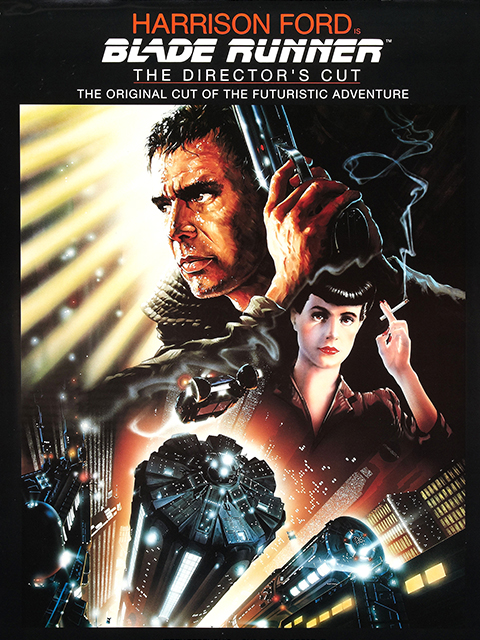 HARRISON FORD IS
BLADE RUNNER™
THE DIRECTOR'S CUT
THE ORIGINAL CUT OF THE FUTURISTIC ADVENTURE